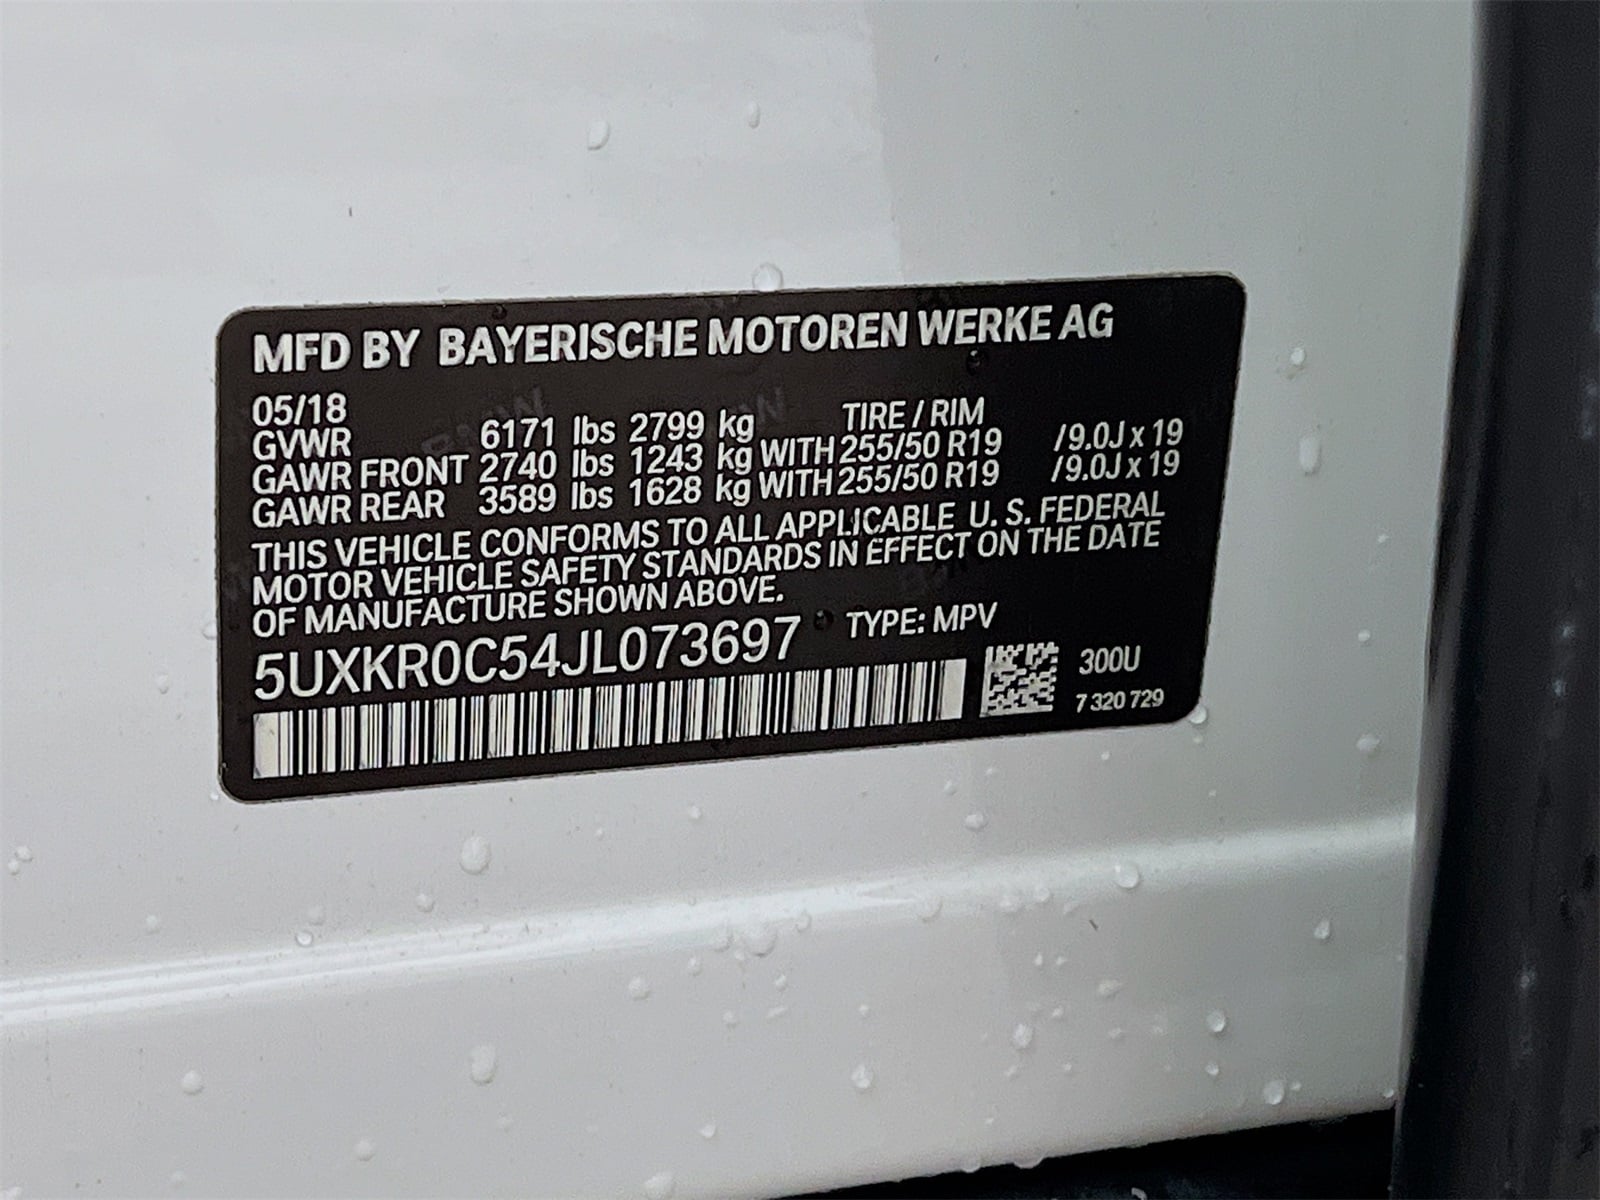 MFD BY BAYERISCHE MOTOREN WERKE AG
05/18
TIRE / RIM
GVWR 6171 lbs 2799 kg
GAWR FRONT 2740 lbs 1243 kg WITH 255/50 R19 /9.0J x 19
GAWR REAR 3589 lbs 1628 kg WITH 255/50 R19 /9.0J x 19
THIS VEHICLE CONFORMS TO ALL APPLICABLE U. S. FEDERAL
MOTOR VEHICLE SAFETY STANDARDS IN EFFECT ON THE DATE
OF MANUFACTURE SHOWN ABOVE.
5UXKR0C54JL073697 TYPE: MPV
300U
7 320 729